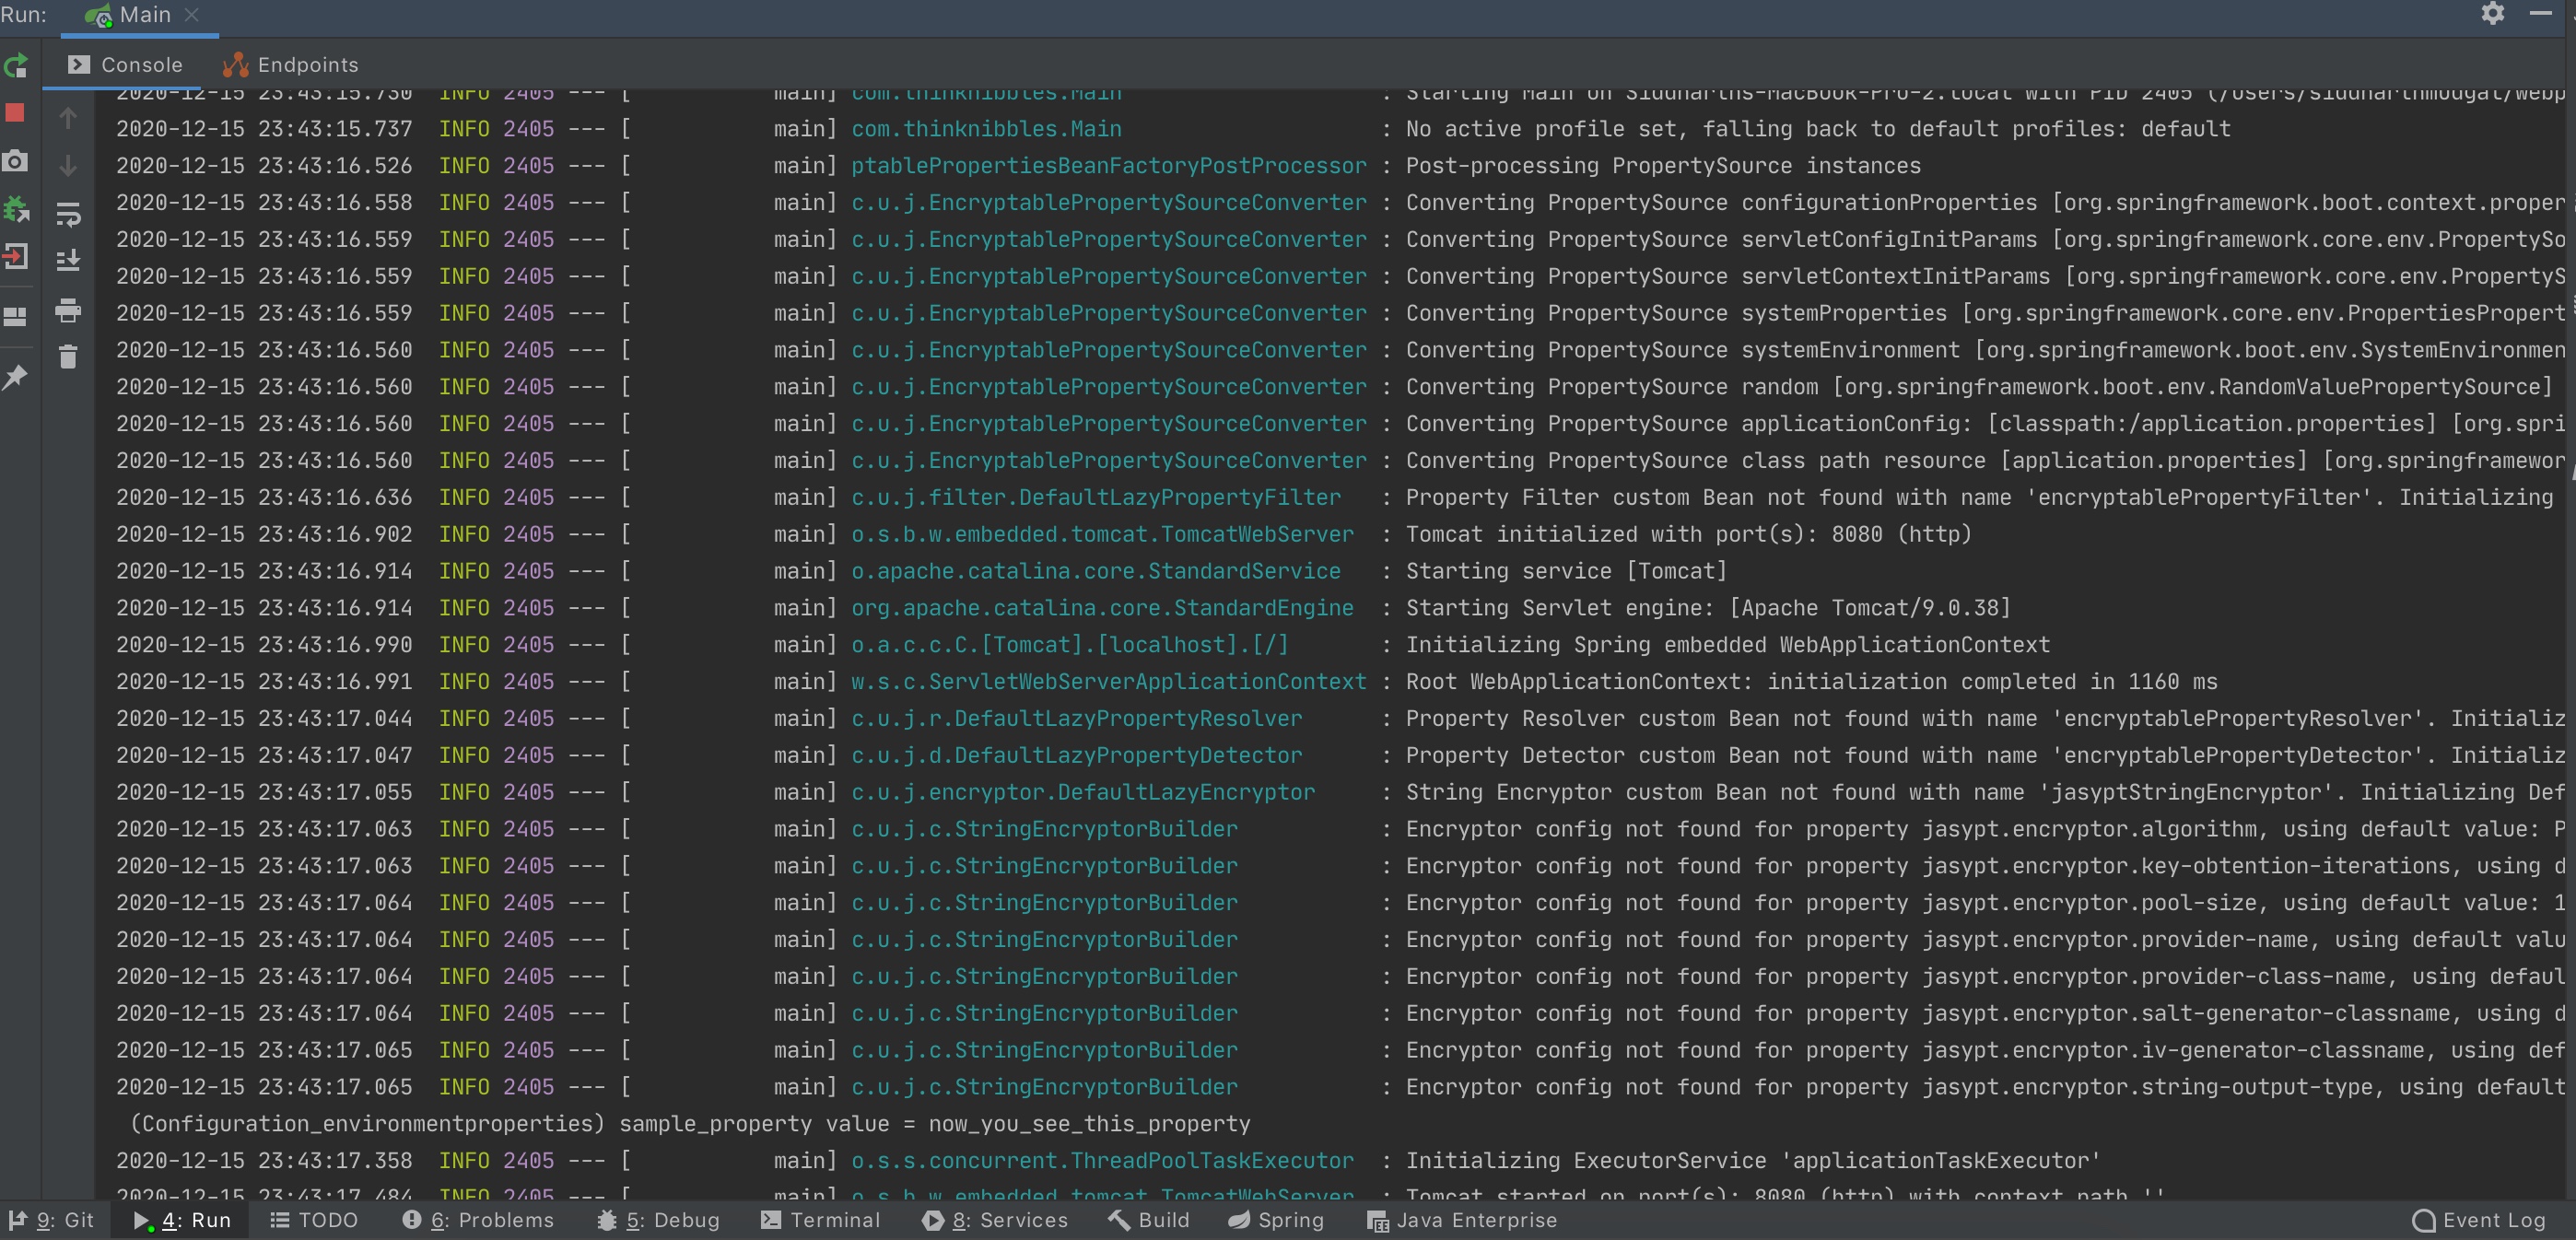 Run: Main
Console Endpoints
2020-12-15 23:43:15.730 INFO 2405 --- [ main] com.thinknibbles.Main : Starting Main on Siddharths-MacBook-Pro-2.local with PID 2405 (/Users/siddharthmudgal/webp
2020-12-15 23:43:15.737 INFO 2405 --- [ main] com.thinknibbles.Main : No active profile set, falling back to default profiles: default
2020-12-15 23:43:16.526 INFO 2405 --- [ main] ptablePropertiesBeanFactoryPostProcessor : Post-processing PropertySource instances
2020-12-15 23:43:16.558 INFO 2405 --- [ main] c.u.j.EncryptablePropertySourceConverter : Converting PropertySource configurationProperties [org.springframework.boot.context.proper
2020-12-15 23:43:16.559 INFO 2405 --- [ main] c.u.j.EncryptablePropertySourceConverter : Converting PropertySource servletConfigInitParams [org.springframework.core.env.PropertySo
2020-12-15 23:43:16.559 INFO 2405 --- [ main] c.u.j.EncryptablePropertySourceConverter : Converting PropertySource servletContextInitParams [org.springframework.core.env.PropertyS
2020-12-15 23:43:16.559 INFO 2405 --- [ main] c.u.j.EncryptablePropertySourceConverter : Converting PropertySource systemProperties [org.springframework.core.env.PropertiesPropert
2020-12-15 23:43:16.560 INFO 2405 --- [ main] c.u.j.EncryptablePropertySourceConverter : Converting PropertySource systemEnvironment [org.springframework.boot.env.SystemEnvironmen
2020-12-15 23:43:16.560 INFO 2405 --- [ main] c.u.j.EncryptablePropertySourceConverter : Converting PropertySource random [org.springframework.boot.env.RandomValuePropertySource]
2020-12-15 23:43:16.560 INFO 2405 --- [ main] c.u.j.EncryptablePropertySourceConverter : Converting PropertySource applicationConfig: [classpath:/application.properties] [org.spri
2020-12-15 23:43:16.560 INFO 2405 --- [ main] c.u.j.EncryptablePropertySourceConverter : Converting PropertySource class path resource [application.properties] [org.springframewor
2020-12-15 23:43:16.636 INFO 2405 --- [ main] c.u.j.filter.DefaultLazyPropertyFilter : Property Filter custom Bean not found with name 'encryptablePropertyFilter'. Initializing
2020-12-15 23:43:16.902 INFO 2405 --- [ main] o.s.b.w.embedded.tomcat.TomcatWebServer : Tomcat initialized with port(s): 8080 (http)
2020-12-15 23:43:16.914 INFO 2405 --- [ main] o.apache.catalina.core.StandardService : Starting service [Tomcat]
2020-12-15 23:43:16.914 INFO 2405 --- [ main] org.apache.catalina.core.StandardEngine : Starting Servlet engine: [Apache Tomcat/9.0.38]
2020-12-15 23:43:16.990 INFO 2405 --- [ main] o.a.c.c.C.[Tomcat].[localhost].[/] : Initializing Spring embedded WebApplicationContext
2020-12-15 23:43:16.991 INFO 2405 --- [ main] w.s.c.ServletWebServerApplicationContext : Root WebApplicationContext: initialization completed in 1160 ms
2020-12-15 23:43:17.044 INFO 2405 --- [ main] c.u.j.r.DefaultLazyPropertyResolver : Property Resolver custom Bean not found with name 'encryptablePropertyResolver'. Initializ
2020-12-15 23:43:17.047 INFO 2405 --- [ main] c.u.j.d.DefaultLazyPropertyDetector : Property Detector custom Bean not found with name 'encryptablePropertyDetector'. Initializ
2020-12-15 23:43:17.055 INFO 2405 --- [ main] c.u.j.encryptor.DefaultLazyEncryptor : String Encryptor custom Bean not found with name 'jasyptStringEncryptor'. Initializing Def
2020-12-15 23:43:17.063 INFO 2405 --- [ main] c.u.j.c.StringEncryptorBuilder : Encryptor config not found for property jasypt.encryptor.algorithm, using default value: P
2020-12-15 23:43:17.063 INFO 2405 --- [ main] c.u.j.c.StringEncryptorBuilder : Encryptor config not found for property jasypt.encryptor.key-obtention-iterations, using d
2020-12-15 23:43:17.064 INFO 2405 --- [ main] c.u.j.c.StringEncryptorBuilder : Encryptor config not found for property jasypt.encryptor.pool-size, using default value: 1
2020-12-15 23:43:17.064 INFO 2405 --- [ main] c.u.j.c.StringEncryptorBuilder : Encryptor config not found for property jasypt.encryptor.provider-name, using default valu
2020-12-15 23:43:17.064 INFO 2405 --- [ main] c.u.j.c.StringEncryptorBuilder : Encryptor config not found for property jasypt.encryptor.provider-class-name, using defaul
2020-12-15 23:43:17.064 INFO 2405 --- [ main] c.u.j.c.StringEncryptorBuilder : Encryptor config not found for property jasypt.encryptor.salt-generator-classname, using d
2020-12-15 23:43:17.065 INFO 2405 --- [ main] c.u.j.c.StringEncryptorBuilder : Encryptor config not found for property jasypt.encryptor.iv-generator-classname, using def
2020-12-15 23:43:17.065 INFO 2405 --- [ main] c.u.j.c.StringEncryptorBuilder : Encryptor config not found for property jasypt.encryptor.string-output-type, using default
(Configuration_environmentproperties) sample_property value = now_you_see_this_property
2020-12-15 23:43:17.358 INFO 2405 --- [ main] o.s.s.concurrent.ThreadPoolTaskExecutor : Initializing ExecutorService 'applicationTaskExecutor'
2020-12-15 23:43:17.484 INFO 2405 --- [ main] o.s.b.w.embedded.tomcat.TomcatWebServer : Tomcat started on port(s): 8080 (http) with context path ''
9: Git 4: Run TODO 6: Problems 5: Debug Terminal 8: Services Build Spring Java Enterprise Event Log